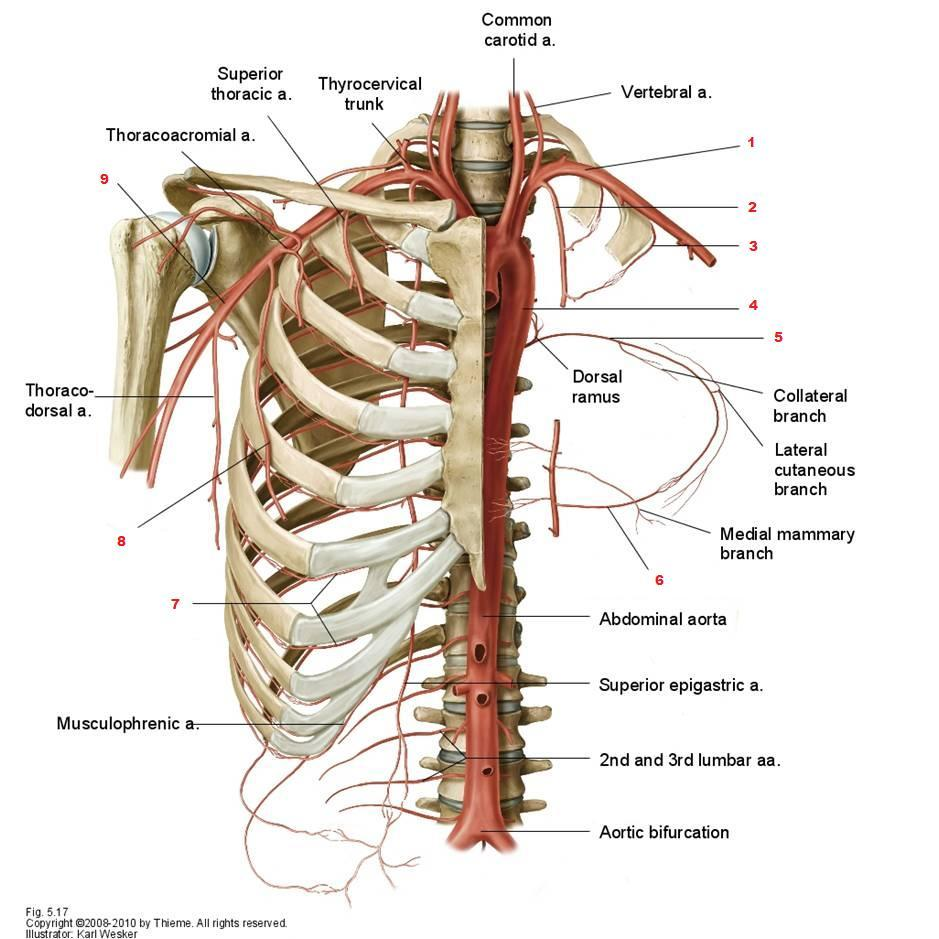 Common
carotid a.
Superior
thoracic a.
Thyrocervical
trunk
Vertebral a.
Thoracoacromial a.
1
9
2
3
4
5
Dorsal
ramus
Thoraco-
dorsal a.
Collateral
branch
Lateral
cutaneous
branch
8
Medial mammary
branch
6
7
Abdominal aorta
Superior epigastric a.
Musculophrenic a.
2nd and 3rd lumbar aa.
Aortic bifurcation
Fig. 5.17
Copyright ©2008-2010 by Thieme. All rights reserved.
Illustrator: Karl Wesker